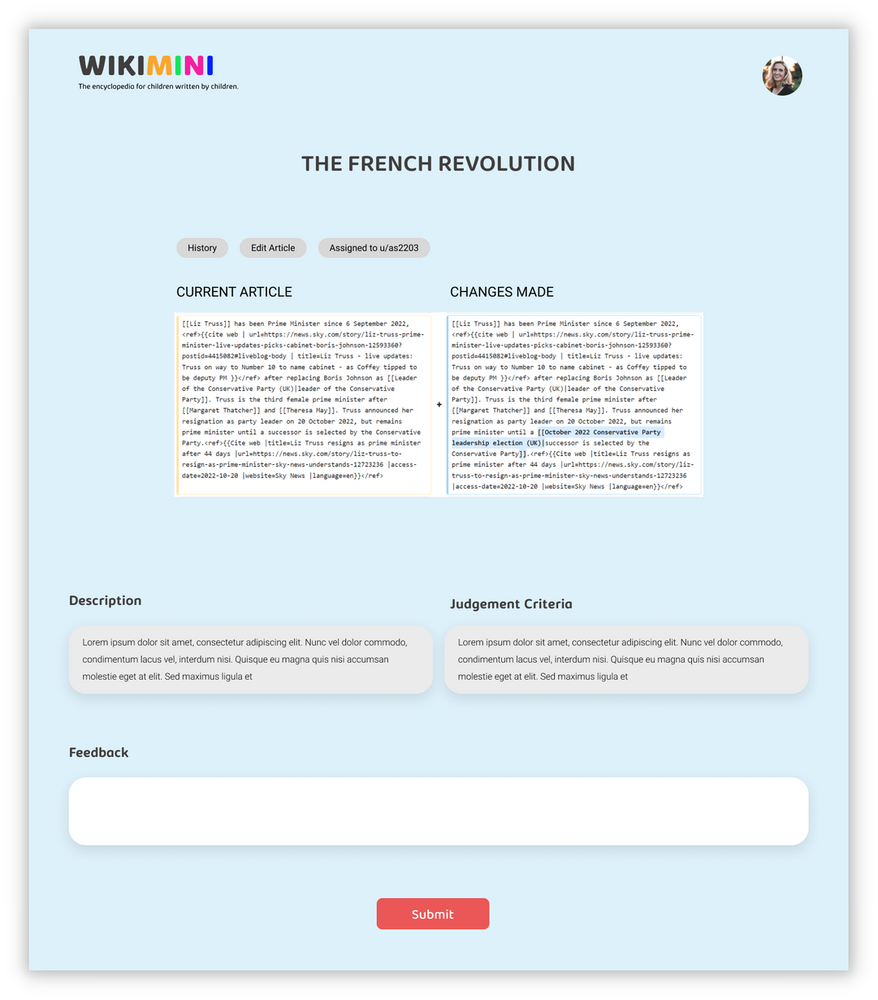 WIKIMINI
The encyclopedia for children written by children.
THE FRENCH REVOLUTION
History
Edit Article
Assigned to u/as2203
CURRENT ARTICLE
[[Liz Truss]] has been Prime Minister since 6 September 2022,
<ref>{{cite web | url=https://news.sky.com/story/liz-truss-prime-
minister-live-updates-picks-cabinet-boris-johnson-12593360?
postid=4415082#liveblog-body | title=Liz Truss - live updates:
Truss on way to Number 10 to name cabinet - as Coffey tipped to
be deputy PM }}</ref> after replacing Boris Johnson as [[Leader
of the Conservative Party (UK)|leader of the Conservative
Party]]. Truss is the third female prime minister after
[[Margaret Thatcher]] and [[Theresa May]]. Truss announced her
resignation as party leader on 20 October 2022, but remains
prime minister until a successor is selected by the Conservative
Party.<ref>{{Cite web |title=Liz Truss resigns as prime minister
after 44 days |url=https://news.sky.com/story/liz-truss-to-
resign-as-prime-minister-sky-news-understands-12723236 |access-
date=2022-10-20 |website=Sky News |language=en}}</ref>
+
CHANGES MADE
[[Liz Truss]] has been Prime Minister since 6 September 2022,
<ref>{{cite web | url=https://news.sky.com/story/liz-truss-prime-
minister-live-updates-picks-cabinet-boris-johnson-12593360?
postid=4415082#liveblog-body | title=Liz Truss - live updates:
Truss on way to Number 10 to name cabinet - as Coffey tipped to
be deputy PM }}</ref> after replacing Boris Johnson as [[Leader
of the Conservative Party (UK)|leader of the Conservative
Party]]. Truss is the third female prime minister after
[[Margaret Thatcher]] and [[Theresa May]]. Truss announced her
resignation as party leader on 20 October 2022, but remains
prime minister until a [[October 2022 Conservative Party
leadership election (UK)|successor is selected by the
Conservative Party]].<ref>{{Cite web |title=Liz Truss resigns as
prime minister after 44 days |url=https://news.sky.com/story/liz-
truss-to-resign-as-prime-minister-sky-news-understands-12723236
|access-date=2022-10-20 |website=Sky News |language=en}}</ref>
Description
Lorem ipsum dolor sit amet, consectetur adipiscing elit. Nunc vel dolor commodo,
condimentum lacus vel, interdum nisi. Quisque eu magna quis nisi accumsan
molestie eget at elit. Sed maximus ligula et
Judgement Criteria
Lorem ipsum dolor sit amet, consectetur adipiscing elit. Nunc vel dolor commodo,
condimentum lacus vel, interdum nisi. Quisque eu magna quis nisi accumsan
molestie eget at elit. Sed maximus ligula et
Feedback
Submit